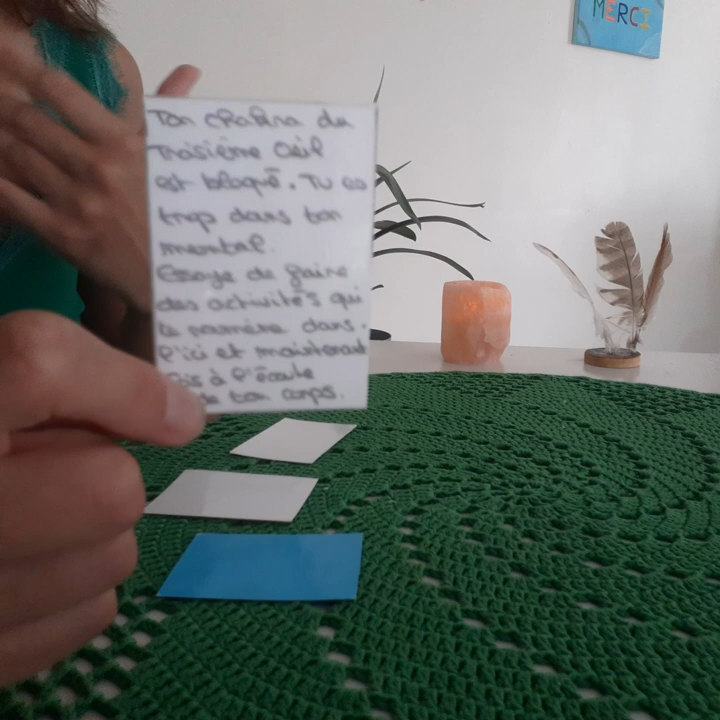 MERCI
Ton chakra du
Troisième Oeil
est bloqué. Tu es
trop dans ton
mental.
Essaye de faire
des activités qui
te ramène dans
l'ici et maintenant
Sois à l'écoute
de ton corps.